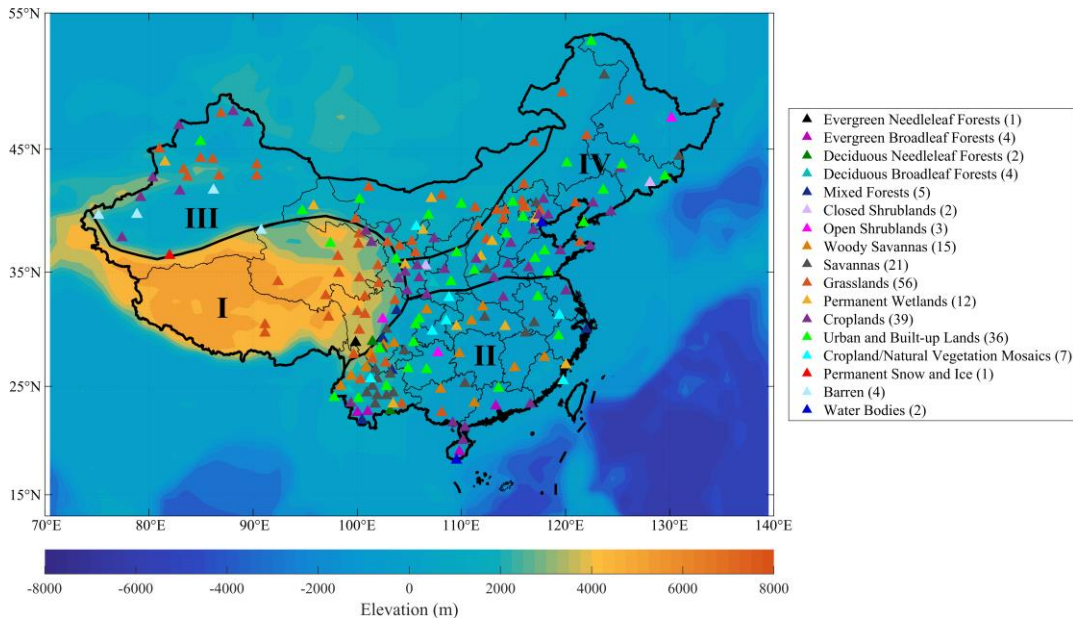 55°N
45°N
35°N
25°N
15°N
70°E
80°E
90°E
100°E
110°E
120°E
130°E
140°E
I
II
III
IV
Evergreen Needleleaf Forests (1)
Evergreen Broadleaf Forests (4)
Deciduous Needleleaf Forests (2)
Deciduous Broadleaf Forests (4)
Mixed Forests (5)
Closed Shrublands (2)
Open Shrublands (3)
Woody Savannas (15)
Savannas (21)
Grasslands (56)
Permanent Wetlands (12)
Croplands (39)
Urban and Built-up Lands (36)
Cropland/Natural Vegetation Mosaics (7)
Permanent Snow and Ice (1)
Barren (4)
Water Bodies (2)
-8000
-6000
-4000
-2000
0
2000
4000
6000
8000
Elevation (m)